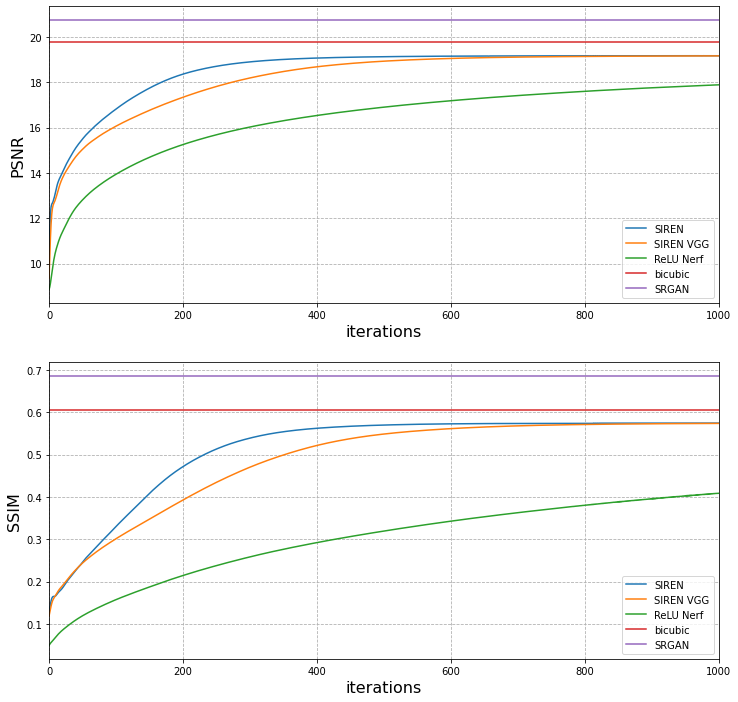 PSNR
20
18
16
14
12
10
0
200
400
600
800
1000
iterations
SIREN
SIREN VGG
ReLU Nerf
bicubic
SRGAN
SSIM
0.7
0.6
0.5
0.4
0.3
0.2
0.1
0
200
400
600
800
1000
iterations
SIREN
SIREN VGG
ReLU Nerf
bicubic
SRGAN